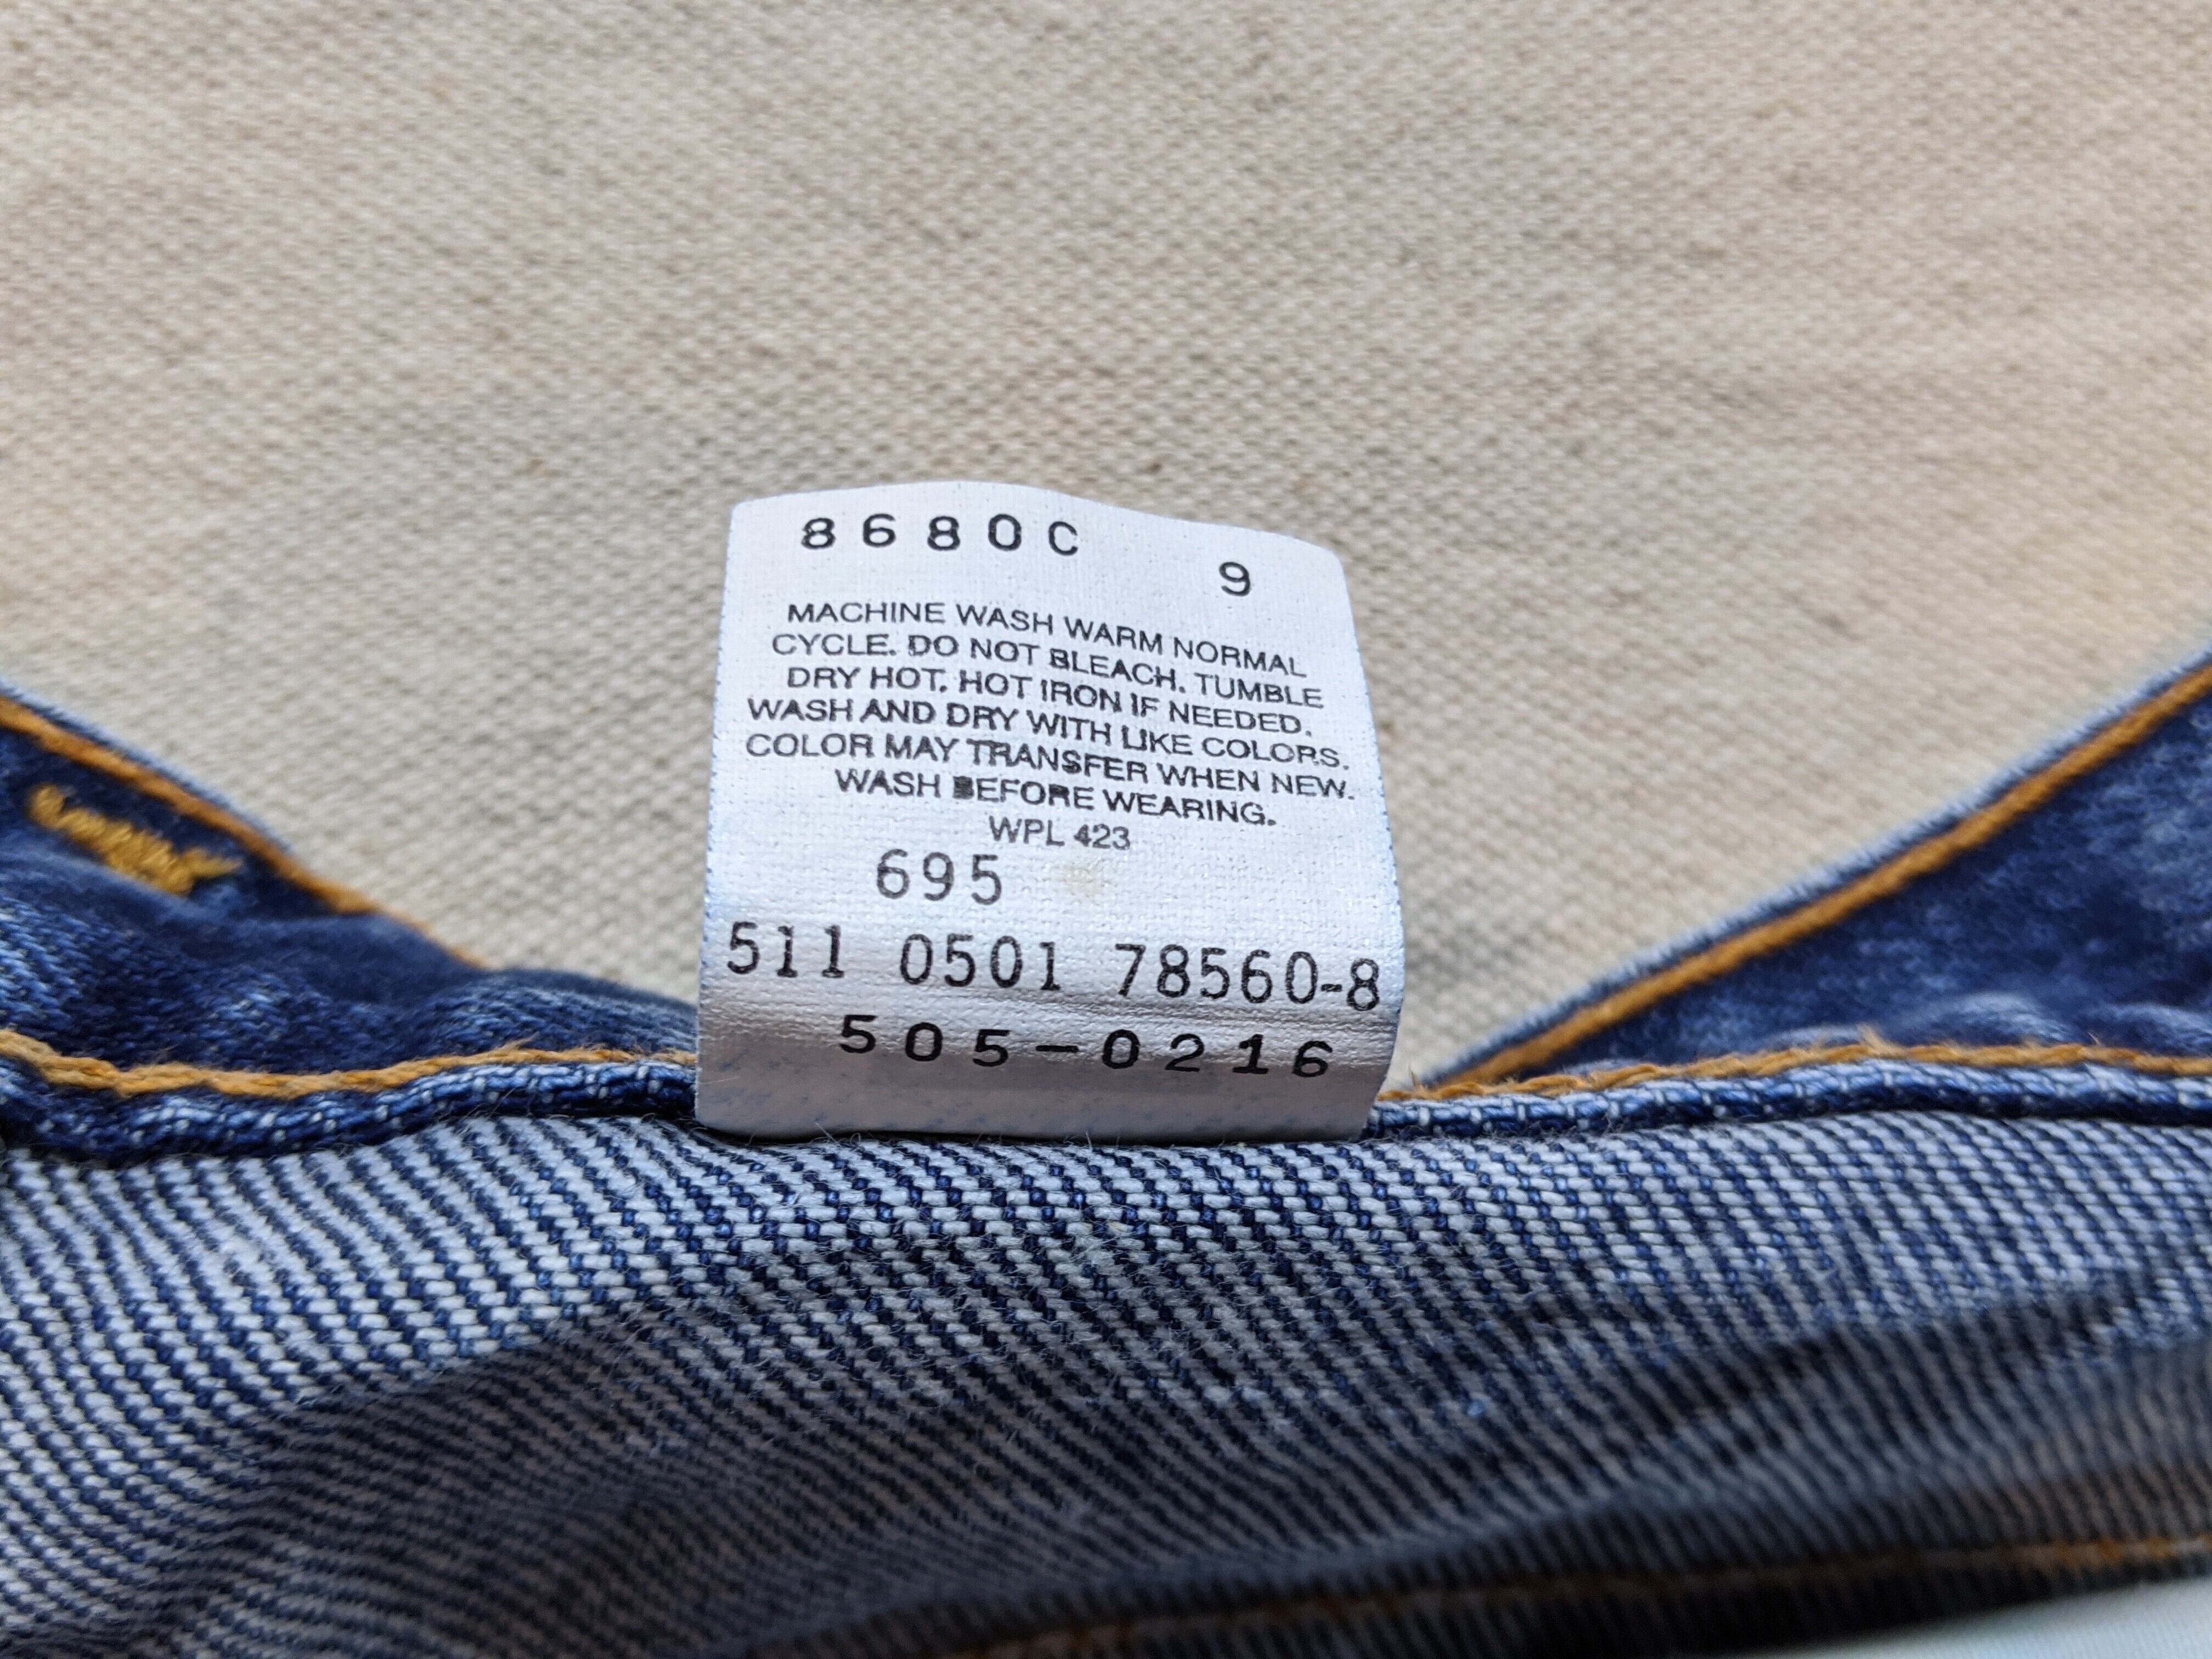 8680C
9
MACHINE WASH WARM NORMAL
CYCLE. DO NOT BLEACH. TUMBLE
DRY HOT. HOT IRON IF NEEDED.
WASH AND DRY WITH LIKE COLORS.
COLOR MAY TRANSFER WHEN NEW.
WASH BEFORE WEARING.
WPL 423
695
511 0501 78560-8
505-0216